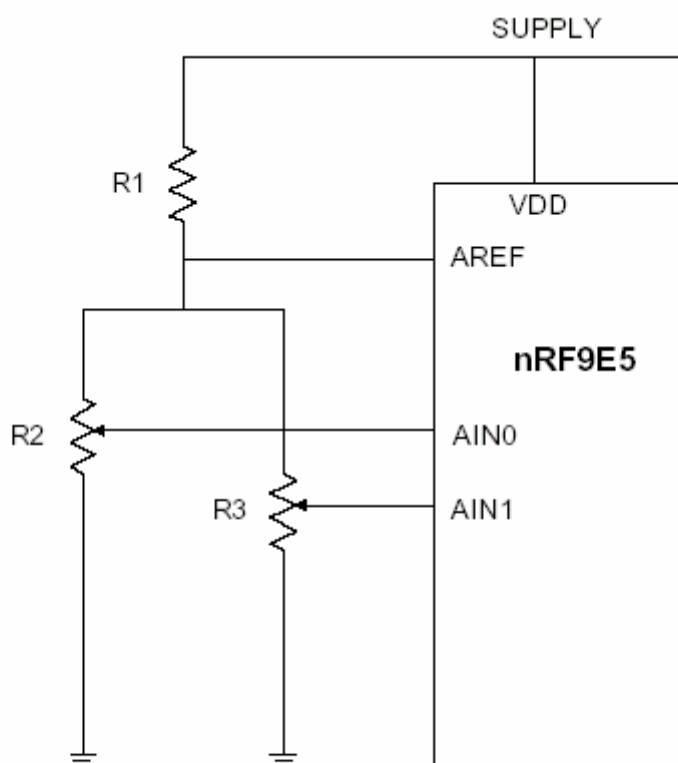 SUPPLY
R1
VDD
AREF
nRF9E5
R2
AIN0
R3
AIN1